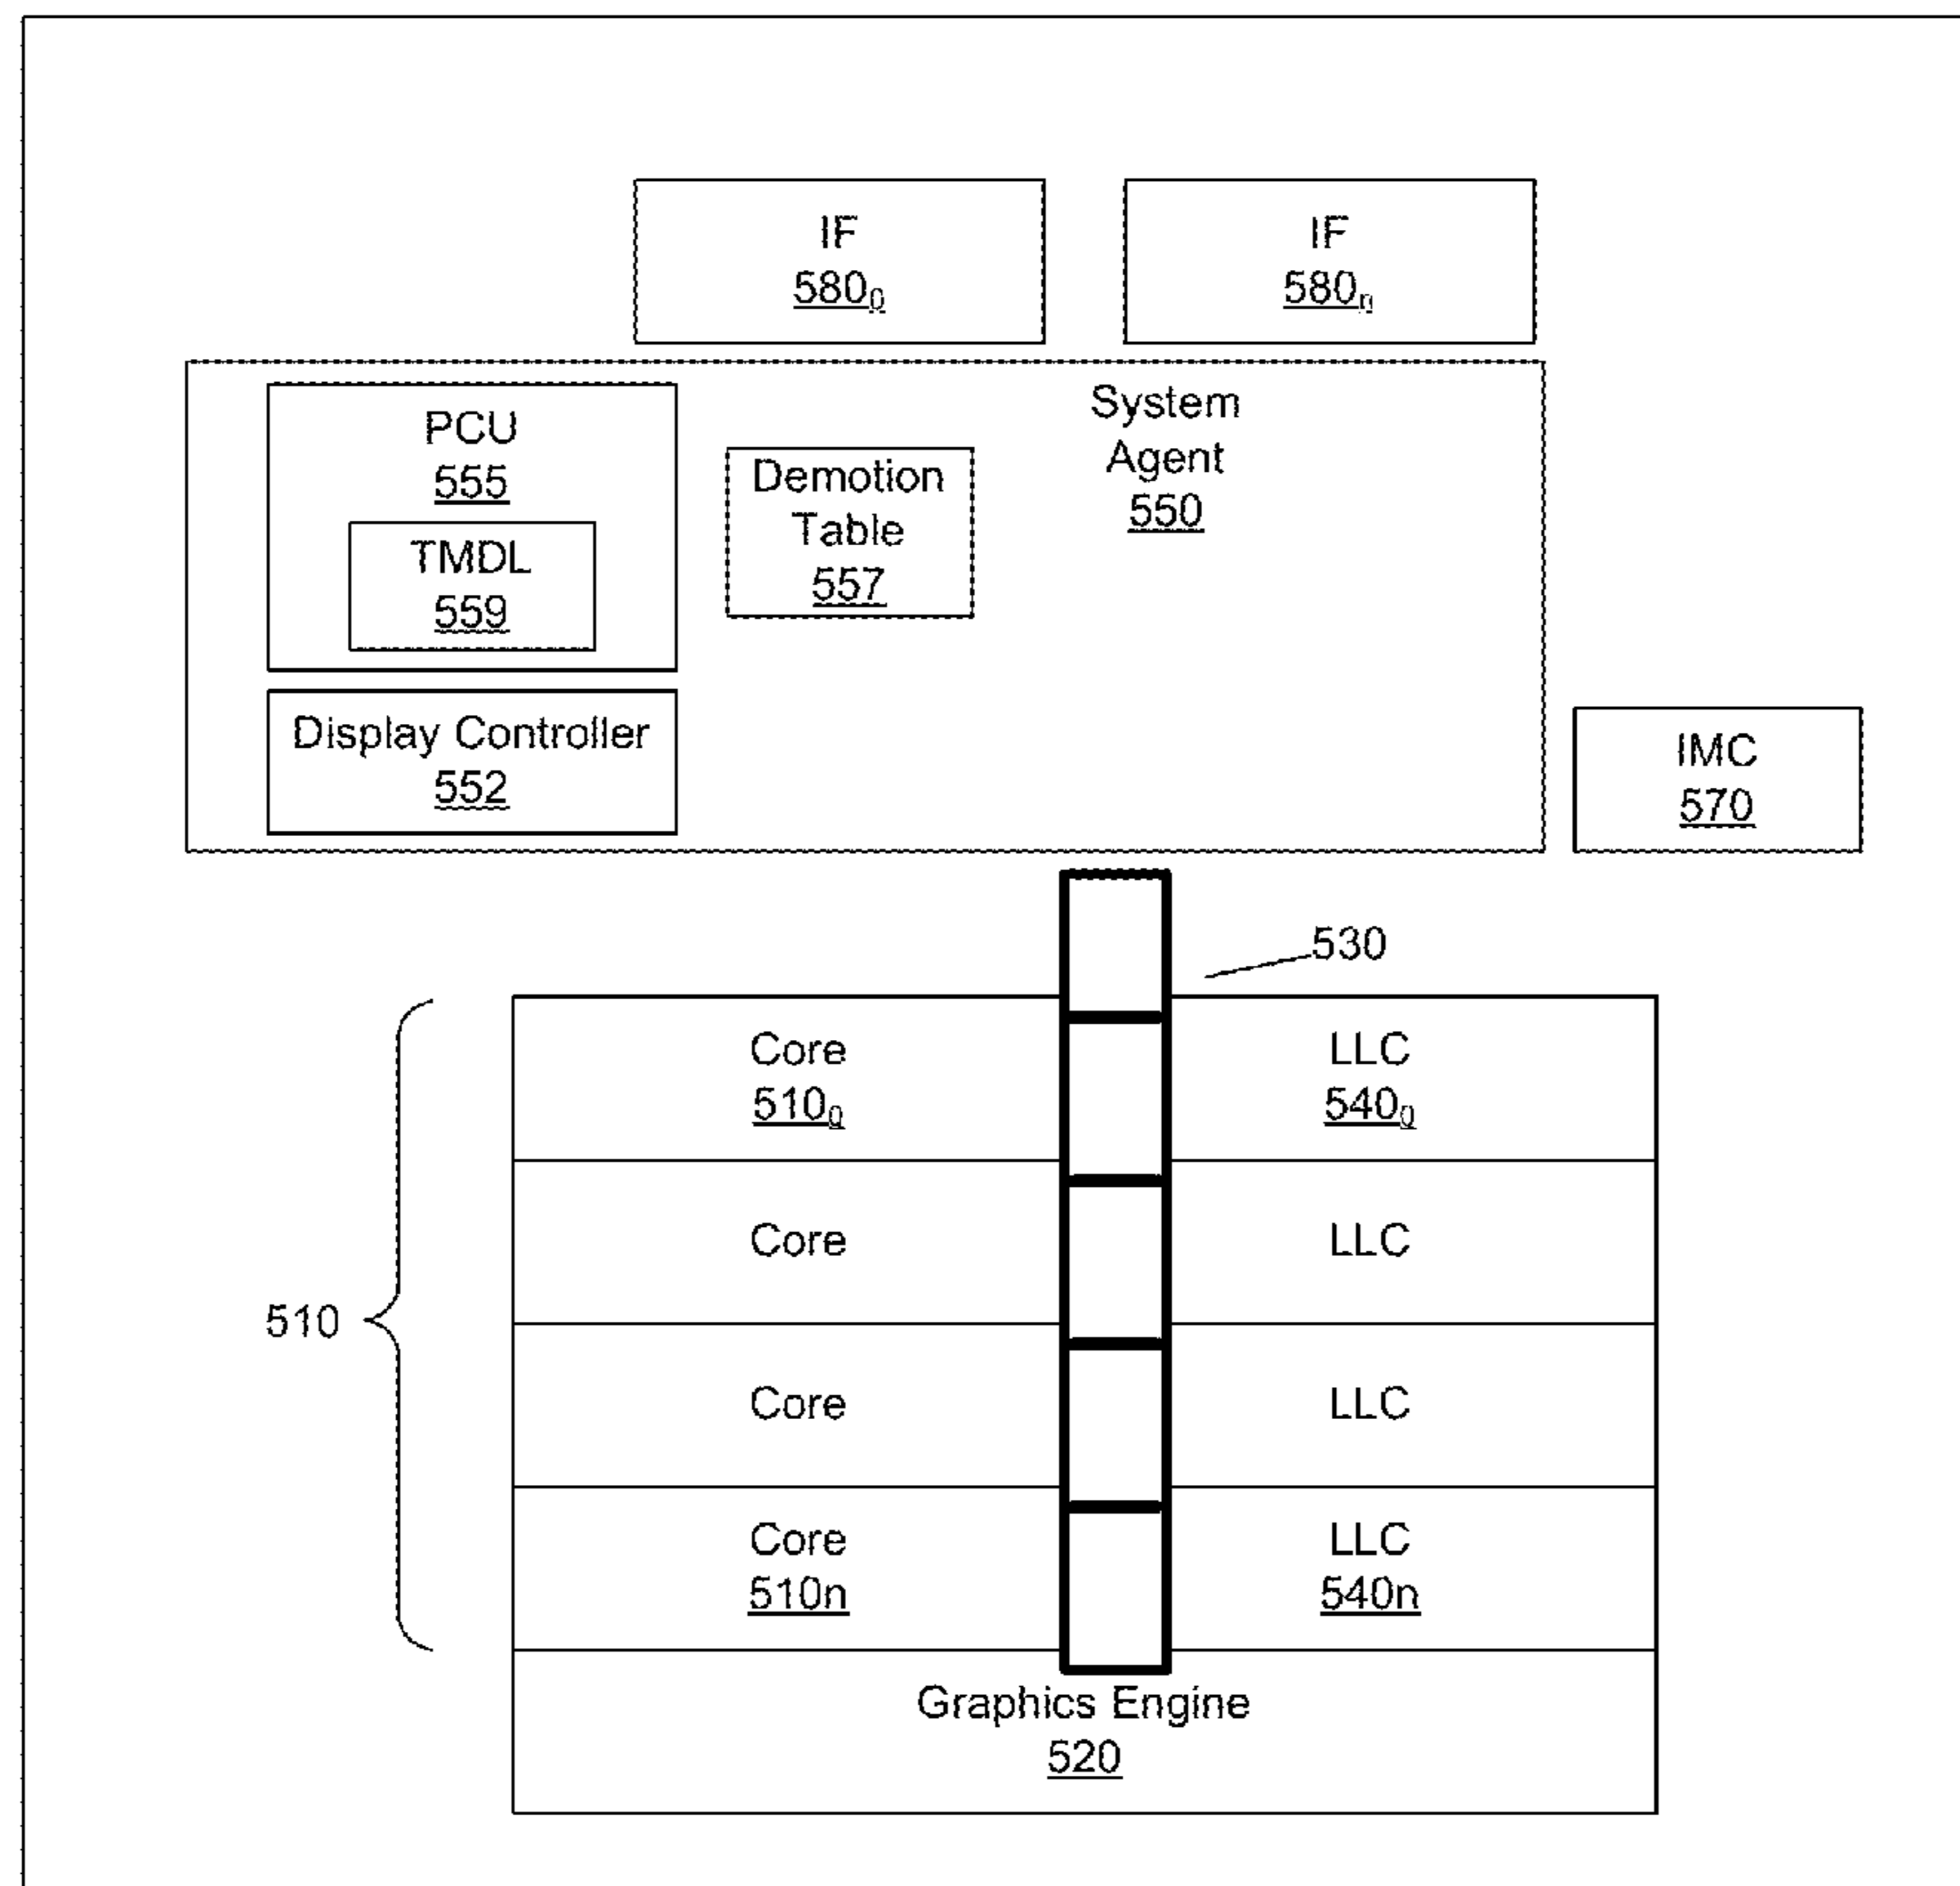 IF
580₀
IF
580ₙ
PCU
555
TMDL
559
Demotion
Table
557
System
Agent
550
Display Controller
552
IMC
570
530
510
Core
510₀
LLC
540₀
Core
LLC
Core
LLC
Core
510n
LLC
540n
Graphics Engine
520